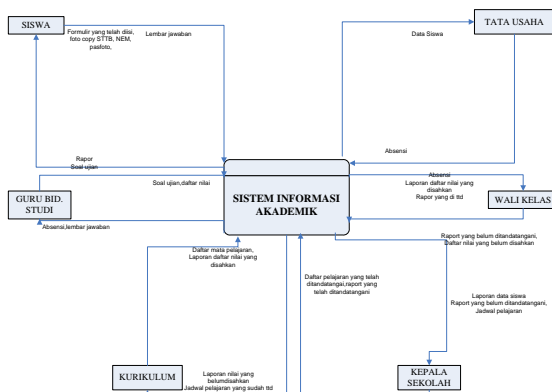 SISWA
Formulir yang telah diisi,
foto copy STTB, NEM,
pasfoto,
Lembar jawaban
TATA USAHA
Data Siswa
Absensi
Rapor
Soal ujian
Soal ujian,daftar nilai
GURU BID.
STUDI
Absensi,lembar jawaban
SISTEM INFORMASI
AKADEMIK
Absensi
Laporan daftar nilai yang
disahkan
Rapor yang di ttd
WALI KELAS
Raport yang belum ditandatangani,
Daftar nilai yang belum disahkan
Daftar mata pelajaran,
Laporan daftar nilai yang
disahkan
Daftar pelajaran yang telah
ditandatangai,raport yang
telah ditandatangani
Laporan data siswa
Raport yang belum ditandatangani,
Jadwal pelajaran
KURIKULUM
Laporan nilai yang
belumdisahkan
Jadwal pelajaran yang sudah ttd
KEPALA
SEKOLAH